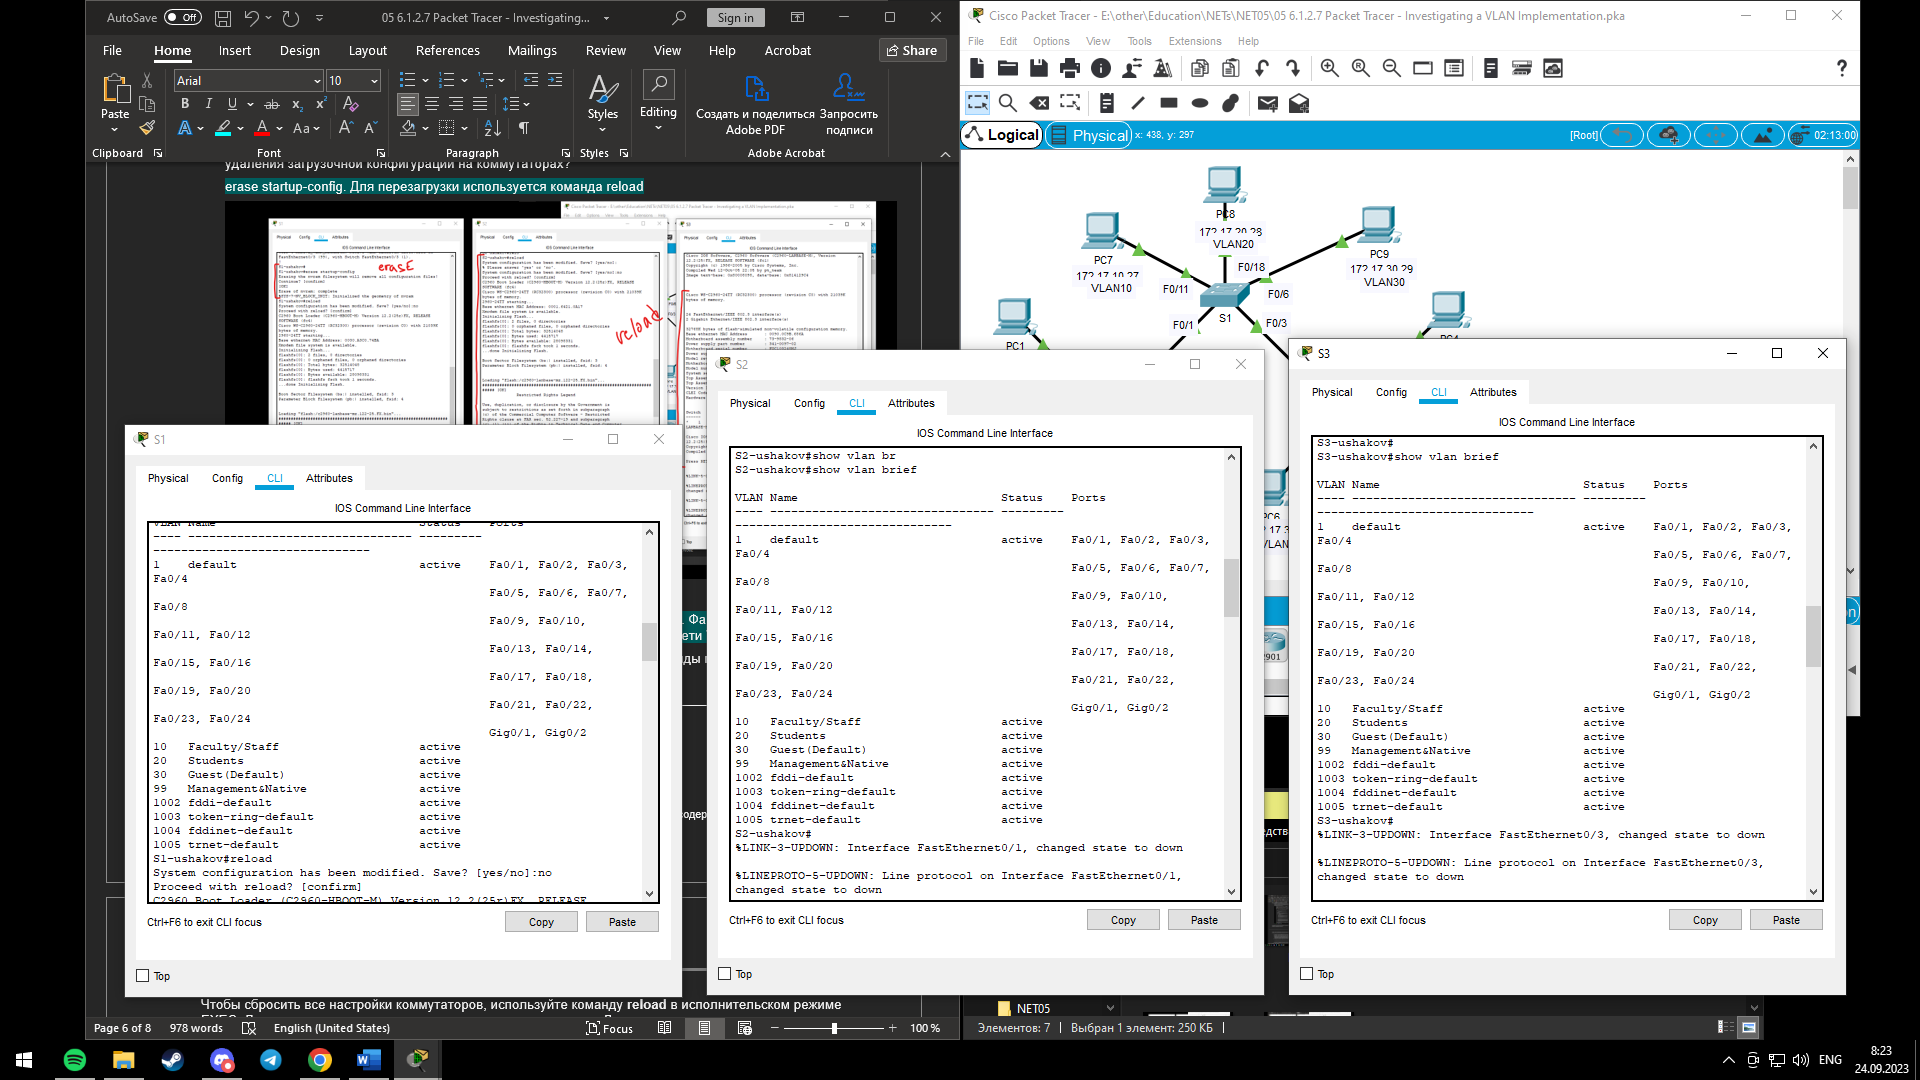 AutoSave Off
05 6.1.2.7 Packet Tracer - Investigating...
Sign in
File Home Insert Design Layout References Mailings Review View Help Acrobat
Share
Paste
Arial 10
Styles
Editing
Создать и поделиться Adobe PDF
Запросить подписи
Clipboard Font Paragraph Styles Adobe Acrobat
удаления загрузочной конфигурации на коммутаторах?
erase startup-config. Для перезагрузки используется команда reload
erasE
reload
Чтобы сбросить все настройки коммутаторов, используйте команду reload в исполнительском режиме
Page 6 of 8 978 words English (United States) Focus 100 %
Cisco Packet Tracer - E:\other\Education\NETs\NET05\05 6.1.2.7 Packet Tracer - Investigating a VLAN Implementation.pka
File Edit Options View Tools Extensions Help
Logical Physical x: 438, y: 297
[Root] 02:13:00
PC8
172.17.20.28
VLAN20
PC7
172.17.10.27
VLAN10
PC9
172.17.30.29
VLAN30
F0/18
F0/11
F0/6
S1
F0/1
F0/3
PC1
S1
Physical Config CLI Attributes
IOS Command Line Interface
VLAN Name Status Ports
---- -------------------------------- ---------
-------------------------------
1 default active Fa0/1, Fa0/2, Fa0/3,
Fa0/4
Fa0/5, Fa0/6, Fa0/7,
Fa0/8
Fa0/9, Fa0/10,
Fa0/11, Fa0/12
Fa0/13, Fa0/14,
Fa0/15, Fa0/16
Fa0/17, Fa0/18,
Fa0/19, Fa0/20
Fa0/21, Fa0/22,
Fa0/23, Fa0/24
Gig0/1, Gig0/2
10 Faculty/Staff active
20 Students active
30 Guest(Default) active
99 Management&Native active
1002 fddi-default active
1003 token-ring-default active
1004 fddinet-default active
1005 trnet-default active
S1-ushakov#reload
System configuration has been modified. Save? [yes/no]:no
Proceed with reload? [confirm]
C2960 Boot Loader (C2960-HBOOT-M) Version 12.2(25r)FX, RELEASE
Ctrl+F6 to exit CLI focus
Copy Paste
Top
S2
Physical Config CLI Attributes
IOS Command Line Interface
S2-ushakov#show vlan br
S2-ushakov#show vlan brief
VLAN Name Status Ports
---- -------------------------------- ---------
-------------------------------
1 default active Fa0/1, Fa0/2, Fa0/3,
Fa0/4
Fa0/5, Fa0/6, Fa0/7,
Fa0/8
Fa0/9, Fa0/10,
Fa0/11, Fa0/12
Fa0/13, Fa0/14,
Fa0/15, Fa0/16
Fa0/17, Fa0/18,
Fa0/19, Fa0/20
Fa0/21, Fa0/22,
Fa0/23, Fa0/24
Gig0/1, Gig0/2
10 Faculty/Staff active
20 Students active
30 Guest(Default) active
99 Management&Native active
1002 fddi-default active
1003 token-ring-default active
1004 fddinet-default active
1005 trnet-default active
S2-ushakov#
%LINK-3-UPDOWN: Interface FastEthernet0/1, changed state to down
%LINEPROTO-5-UPDOWN: Line protocol on Interface FastEthernet0/1,
changed state to down
Ctrl+F6 to exit CLI focus
Copy Paste
Top
S3
Physical Config CLI Attributes
IOS Command Line Interface
S3-ushakov#
S3-ushakov#show vlan brief
VLAN Name Status Ports
---- -------------------------------- ---------
-------------------------------
1 default active Fa0/1, Fa0/2, Fa0/3,
Fa0/4
Fa0/5, Fa0/6, Fa0/7,
Fa0/8
Fa0/9, Fa0/10,
Fa0/11, Fa0/12
Fa0/13, Fa0/14,
Fa0/15, Fa0/16
Fa0/17, Fa0/18,
Fa0/19, Fa0/20
Fa0/21, Fa0/22,
Fa0/23, Fa0/24
Gig0/1, Gig0/2
10 Faculty/Staff active
20 Students active
30 Guest(Default) active
99 Management&Native active
1002 fddi-default active
1003 token-ring-default active
1004 fddinet-default active
1005 trnet-default active
S3-ushakov#
%LINK-3-UPDOWN: Interface FastEthernet0/3, changed state to down
%LINEPROTO-5-UPDOWN: Line protocol on Interface FastEthernet0/3,
changed state to down
Ctrl+F6 to exit CLI focus
Copy Paste
Top
NET05
Элементов: 7 Выбран 1 элемент: 250 КБ
ENG
8:23
24.09.2023